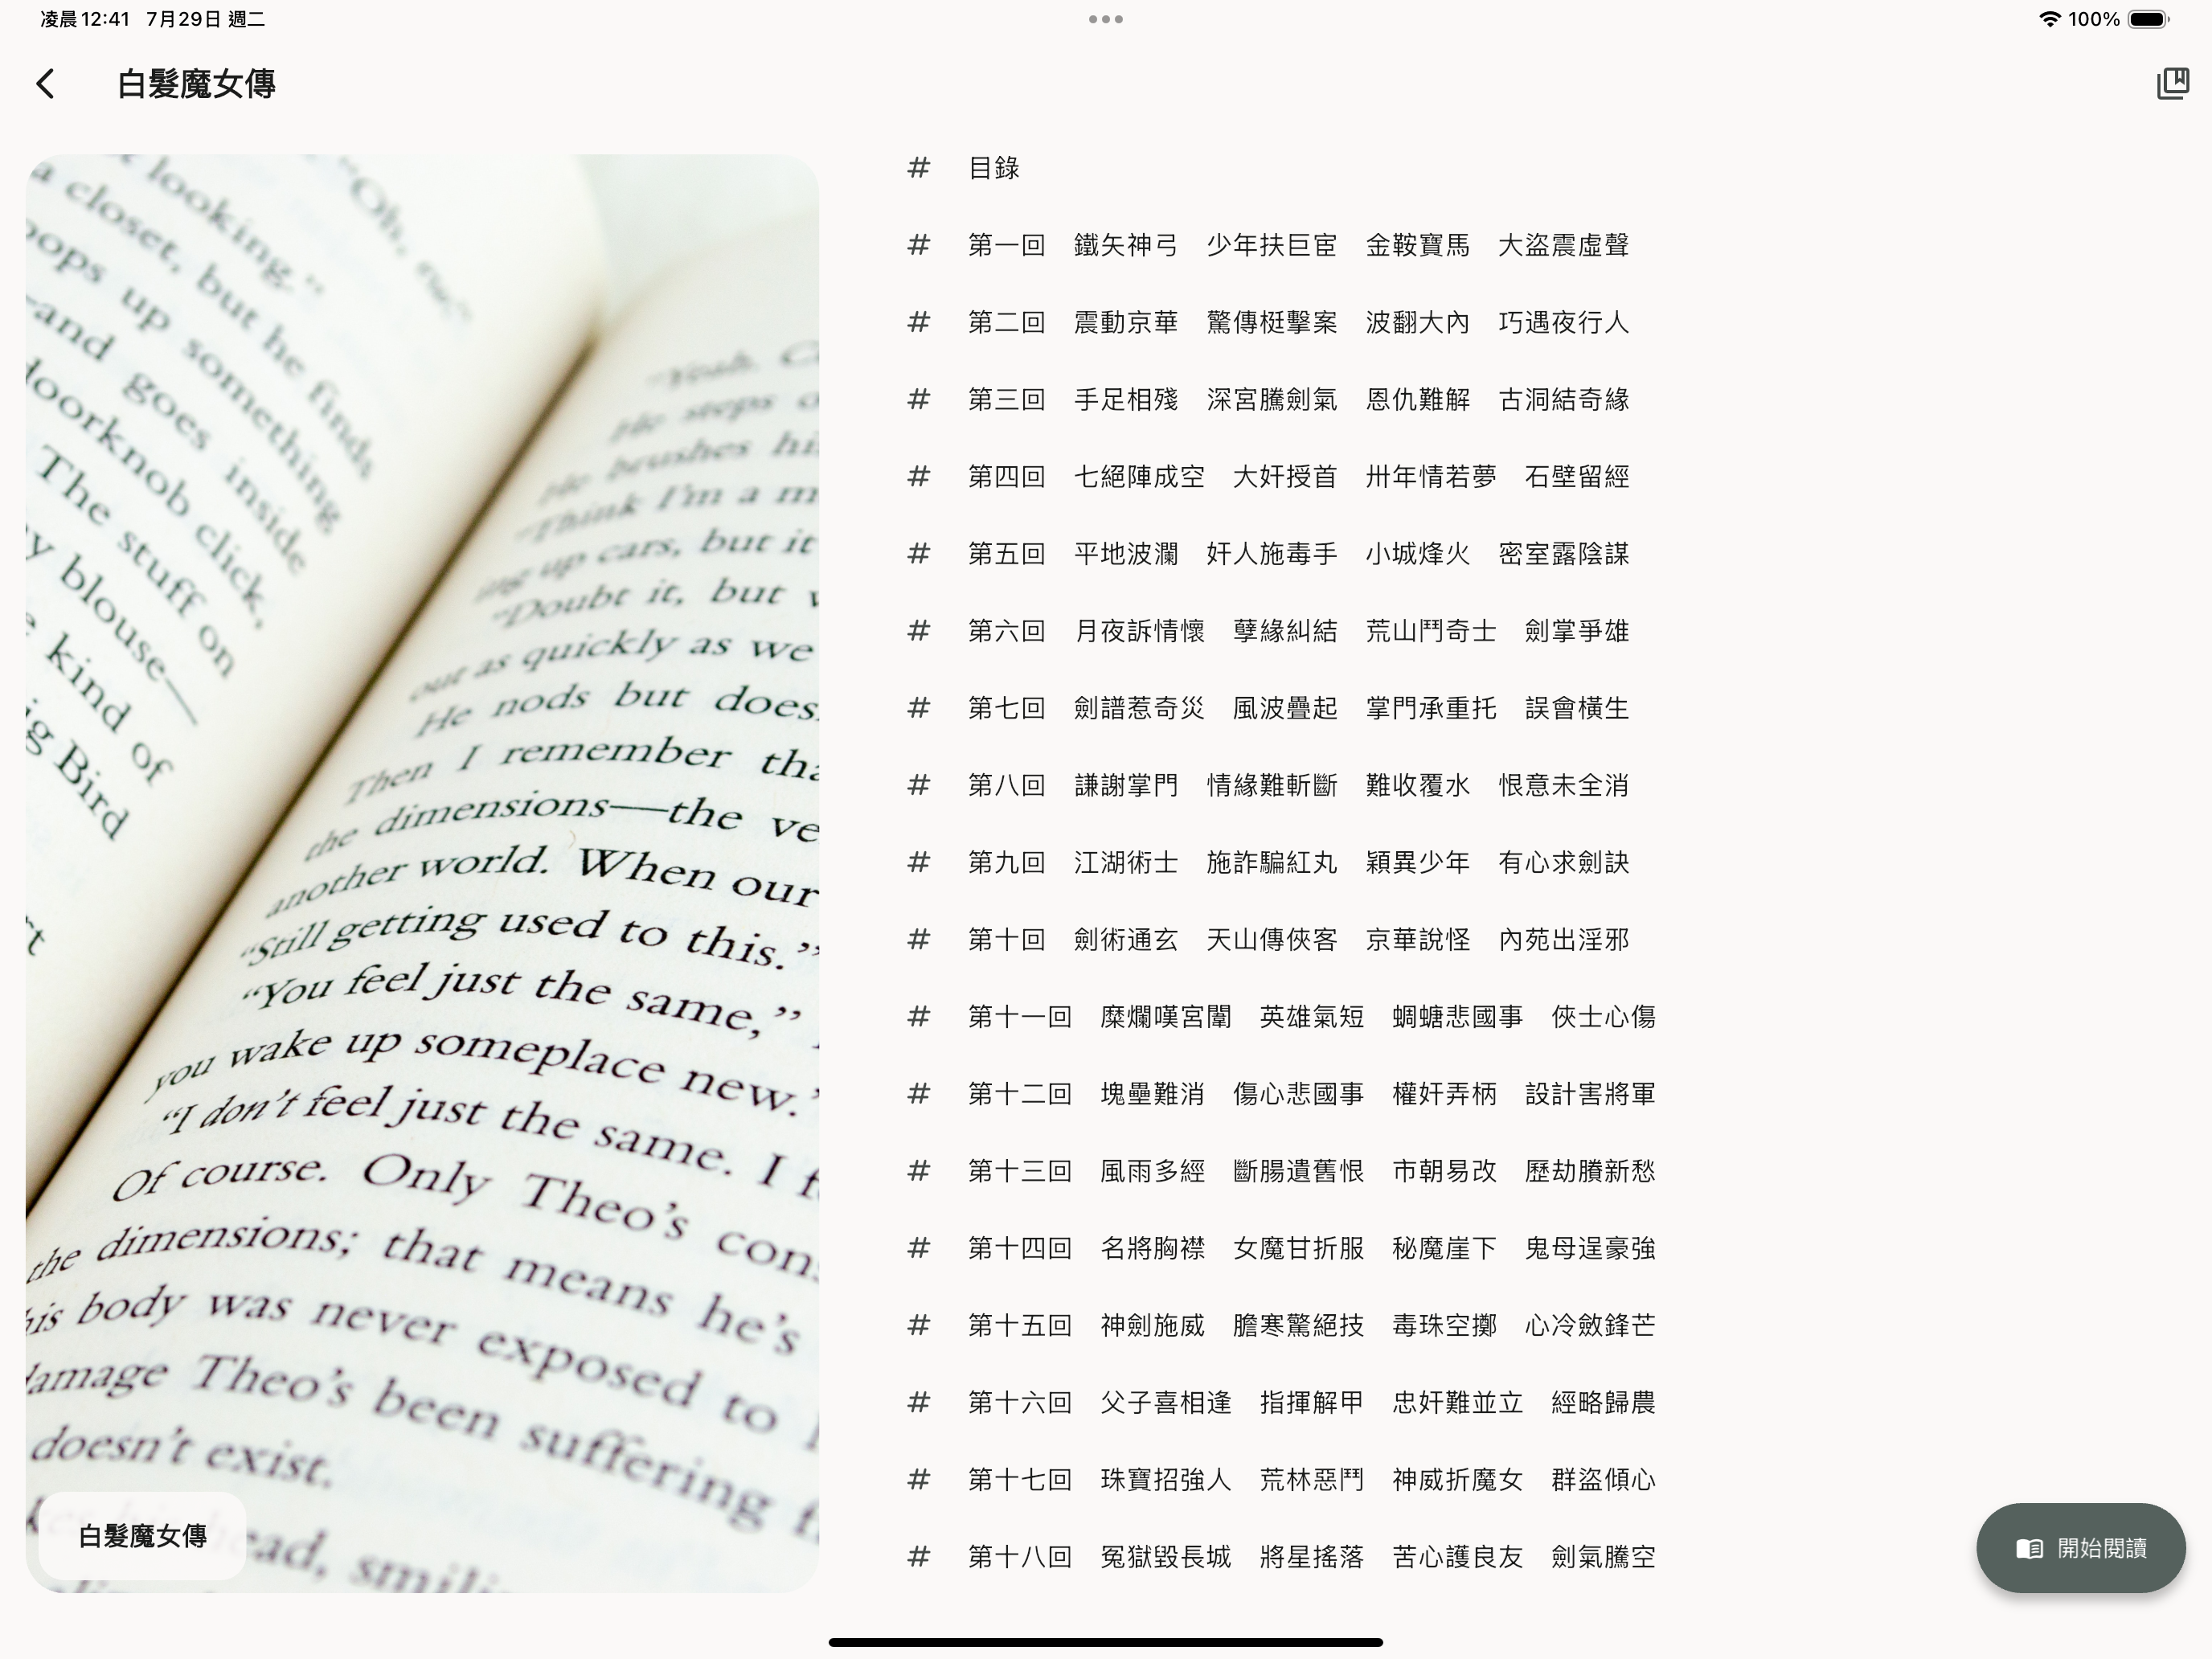 凌晨12:41 7月29日 週二
100%
白髮魔女傳
"Oh, 
looking."
a closet, but he finds
oops up something
—and goes inside
doorknob click,
The stuff on
y blouse—
kind of
ig Bird
"Yeah. C
He steps o
He brushes hi
"Think I'm a m
ing up cars, but it
"Doubt it, but w
out as quickly as we
He nods but does
Then I remember tha
the dimensions—the ve
another world. When our
"Still getting used to this."
"You feel just the same,"
you wake up someplace new."
"I don't feel just the same. I f
Of course. Only Theo's con
the dimensions; that means he's
his body was never exposed to
damage Theo's been suffering f
doesn't exist.
ead, smili
白髮魔女傳
# 目錄
# 第一回 鐵矢神弓 少年扶巨宦 金鞍寶馬 大盜震虛聲
# 第二回 震動京華 驚傳梃擊案 波翻大內 巧遇夜行人
# 第三回 手足相殘 深宮騰劍氣 恩仇難解 古洞結奇緣
# 第四回 七絕陣成空 大奸授首 卅年情若夢 石壁留經
# 第五回 平地波瀾 奸人施毒手 小城烽火 密室露陰謀
# 第六回 月夜訴情懷 孽緣糾結 荒山鬥奇士 劍掌爭雄
# 第七回 劍譜惹奇災 風波疊起 掌門承重托 誤會橫生
# 第八回 謙謝掌門 情緣難斬斷 難收覆水 恨意未全消
# 第九回 江湖術士 施詐騙紅丸 穎異少年 有心求劍訣
# 第十回 劍術通玄 天山傳俠客 京華說怪 內苑出淫邪
# 第十一回 糜爛嘆宮闈 英雄氣短 蜩螗悲國事 俠士心傷
# 第十二回 塊壘難消 傷心悲國事 權奸弄柄 設計害將軍
# 第十三回 風雨多經 斷腸遺舊恨 市朝易改 歷劫賸新愁
# 第十四回 名將胸襟 女魔甘折服 秘魔崖下 鬼母逞豪強
# 第十五回 神劍施威 膽寒驚絕技 毒珠空擲 心冷斂鋒芒
# 第十六回 父子喜相逢 指揮解甲 忠奸難並立 經略歸農
# 第十七回 珠寶招強人 荒林惡鬥 神威折魔女 群盜傾心
# 第十八回 冤獄毀長城 將星搖落 苦心護良友 劍氣騰空
開始閱讀